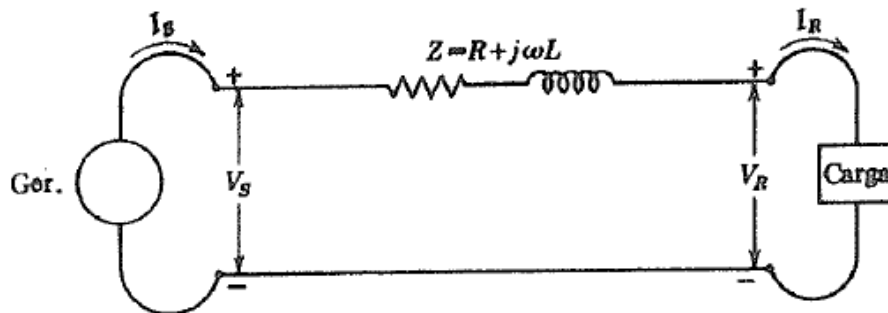 I_S
I_R
Z=R+jωL
+
+
Ger.
V_S
V_R
Carga
−
−